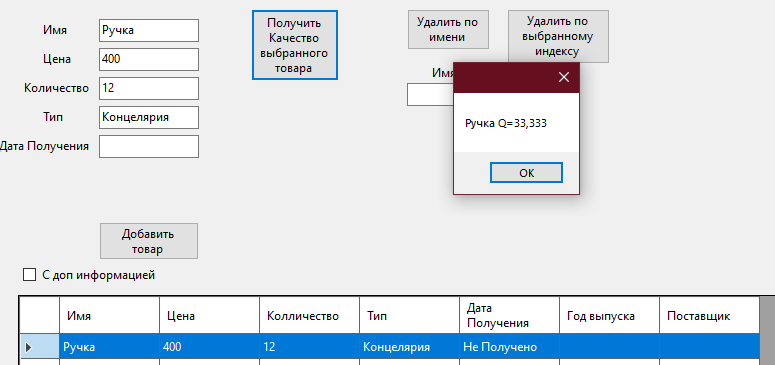 Имя
Ручка
Цена
400
Количество
12
Тип
Концелярия
Дата Получения
Получить
Качество
выбранного
товара
Удалить по
имени
Удалить по
выбранному
индексу
Ручка Q=33,333
OK
Добавить
товар
С доп информацией
Имя
Цена
Колличество
Тип
Дата
Получения
Год выпуска
Поставщик
Ручка
400
12
Концелярия
Не Получено